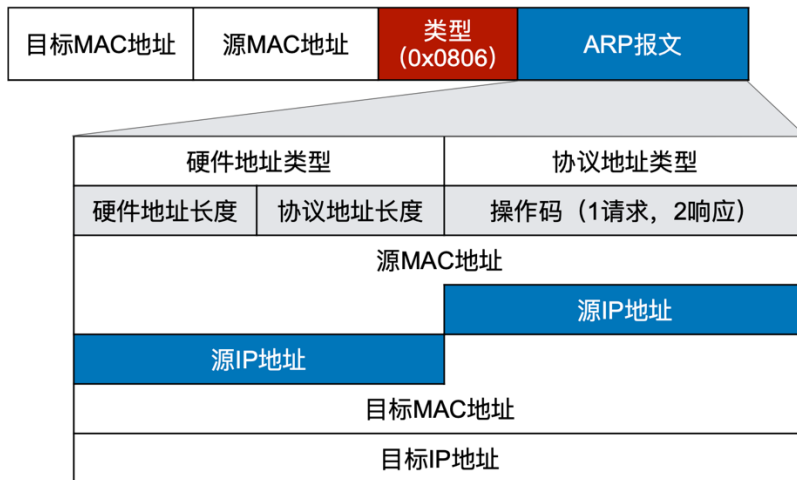 目标MAC地址
源MAC地址
类型
(0x0806)
ARP报文
硬件地址类型
协议地址类型
硬件地址长度
协议地址长度
操作码（1请求，2响应）
源MAC地址
源IP地址
源IP地址
目标MAC地址
目标IP地址